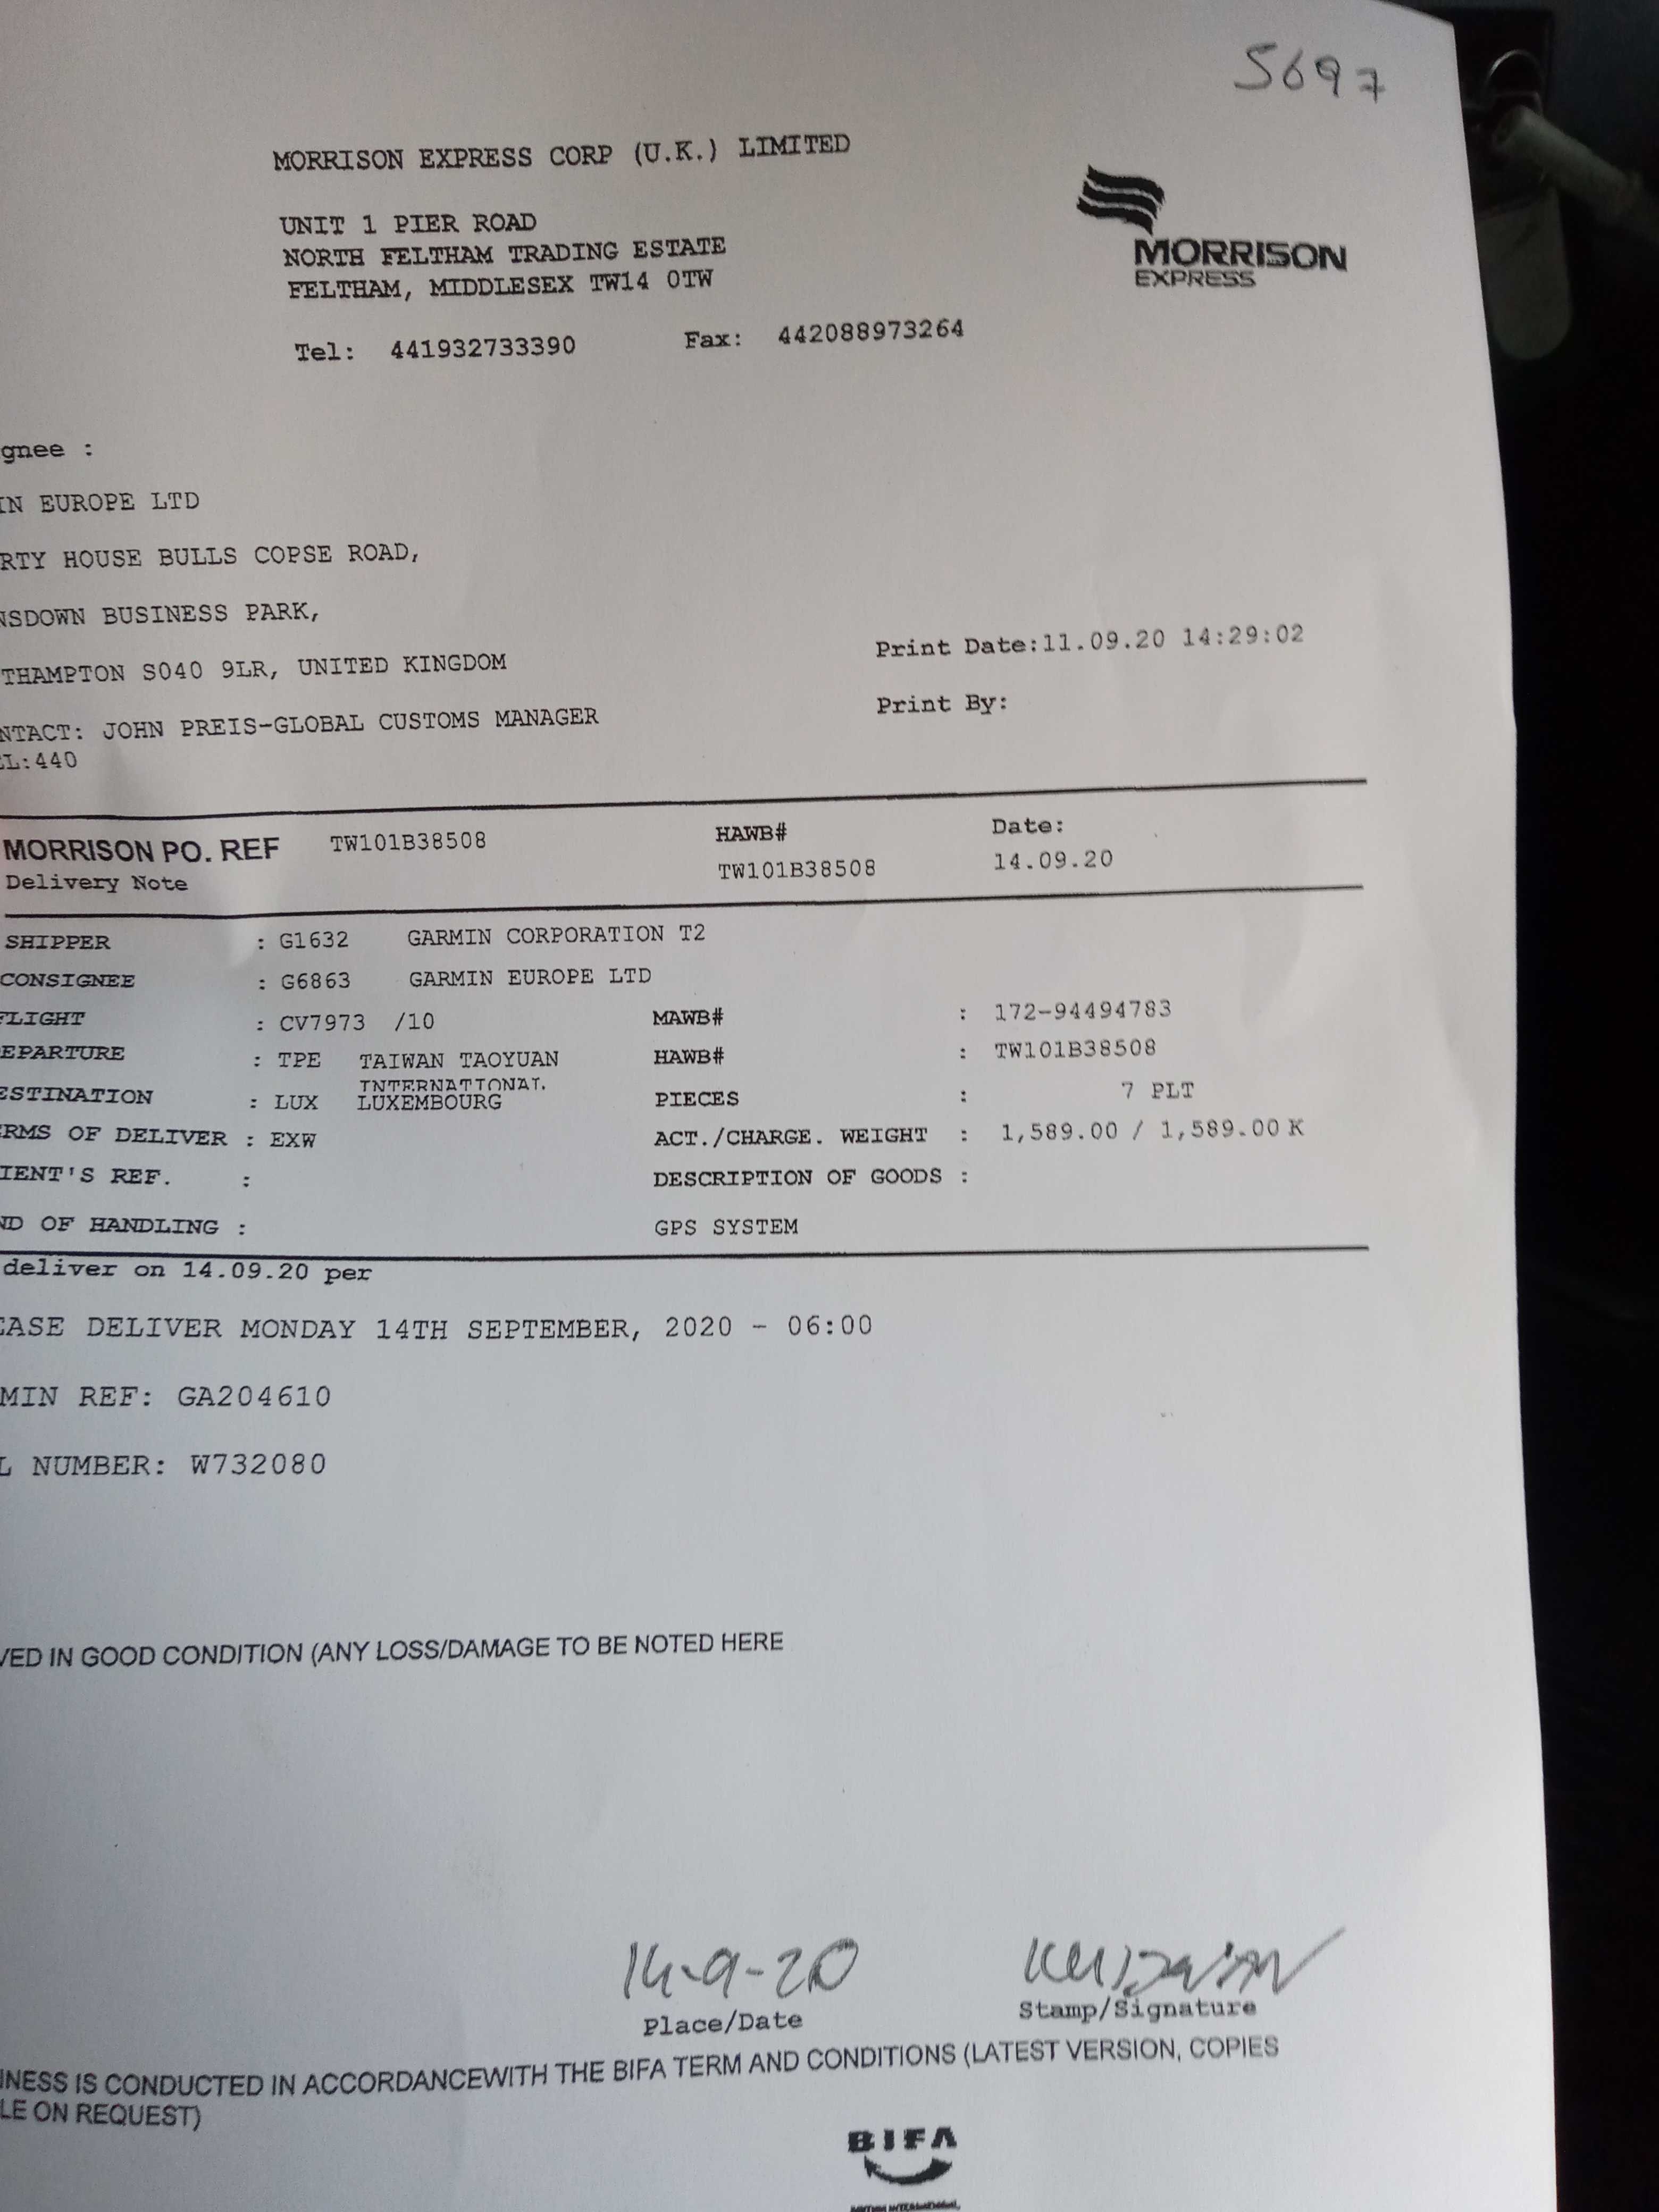 5697
MORRISON EXPRESS CORP (U.K.) LIMITED
UNIT 1 PIER ROAD
NORTH FELTHAM TRADING ESTATE
FELTHAM, MIDDLESEX TW14 0TW
MORRISON
EXPRESS
Tel: 441932733390 Fax: 442088973264
gnee :
IN EUROPE LTD
RTY HOUSE BULLS COPSE ROAD,
NSDOWN BUSINESS PARK,
THAMPTON S040 9LR, UNITED KINGDOM
Print Date:11.09.20 14:29:02
NTACT: JOHN PREIS-GLOBAL CUSTOMS MANAGER
Print By:
EL:440
MORRISON PO. REF TW101B38508 HAWB# Date:
Delivery Note TW101B38508 14.09.20
SHIPPER : G1632 GARMIN CORPORATION T2
CONSIGNEE : G6863 GARMIN EUROPE LTD
FLIGHT : CV7973 /10 MAWB# : 172-94494783
EPARTURE : TPE TAIWAN TAOYUAN HAWB# : TW101B38508
INTERNATIONAL
ESTINATION : LUX LUXEMBOURG PIECES : 7 PLT
ERMS OF DELIVER : EXW ACT./CHARGE. WEIGHT : 1,589.00 / 1,589.00 K
IENT'S REF. : DESCRIPTION OF GOODS :
ND OF HANDLING : GPS SYSTEM
deliver on 14.09.20 per
EASE DELIVER MONDAY 14TH SEPTEMBER, 2020 - 06:00
MIN REF: GA204610
L NUMBER: W732080
VED IN GOOD CONDITION (ANY LOSS/DAMAGE TO BE NOTED HERE
14-9-20
Place/Date Stamp/Signature
INESS IS CONDUCTED IN ACCORDANCEWITH THE BIFA TERM AND CONDITIONS (LATEST VERSION, COPIES
LE ON REQUEST)
BIFA